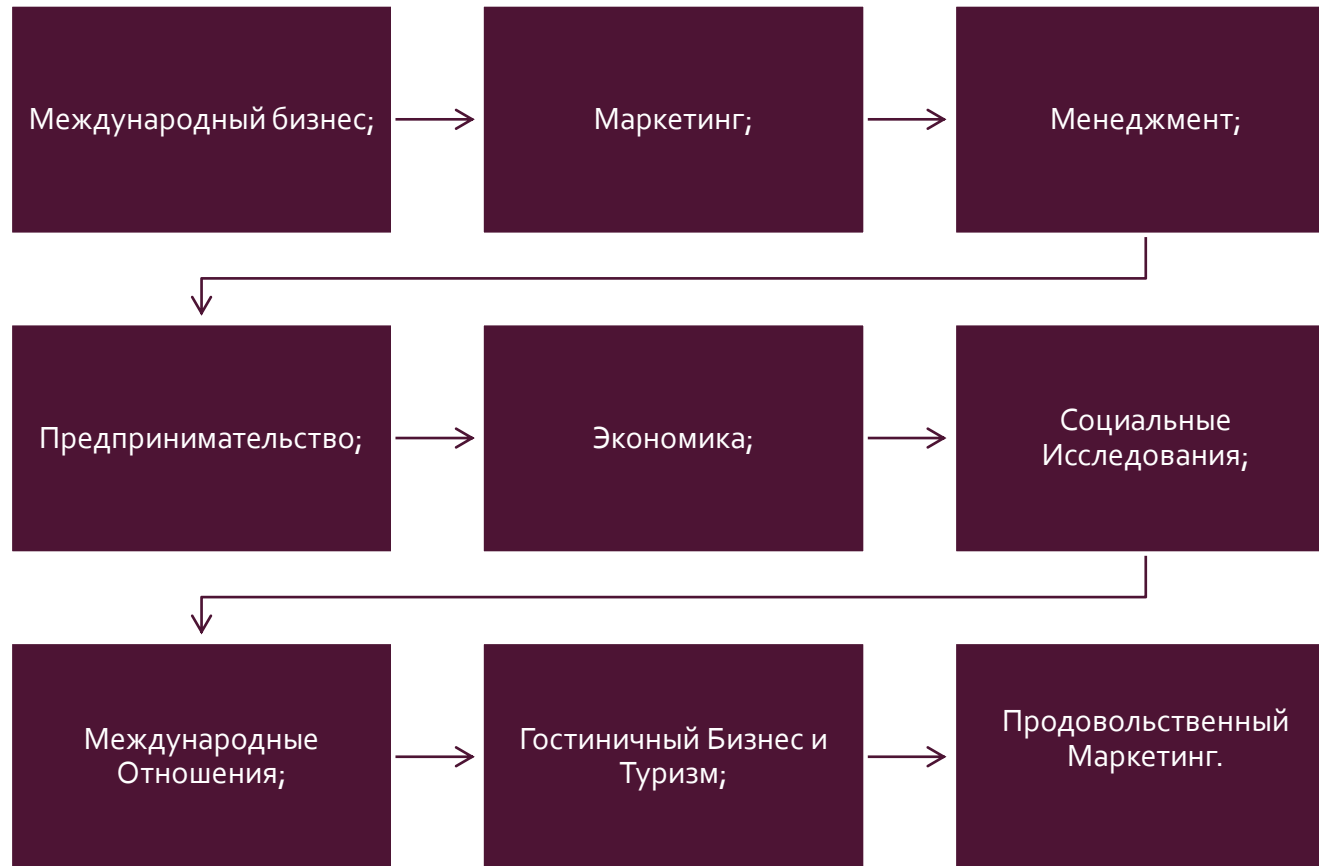 Международный бизнес;
Маркетинг;
Менеджмент;
Предпринимательство;
Экономика;
Социальные
Исследования;
Международные
Отношения;
Гостиничный Бизнес и
Туризм;
Продовольственный
Маркетинг.